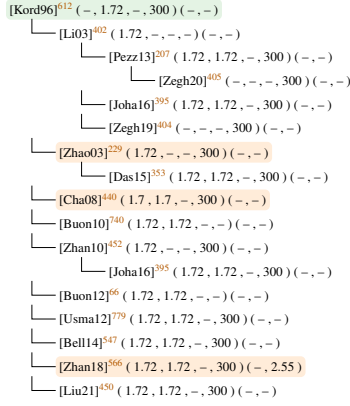 [Kord96]612 ( – , 1.72 , – , 300 ) ( – , – )
[Li03]402 ( 1.72 , – , – , – ) ( – , – )
[Pezz13]207 ( 1.72 , 1.72 , – , 300 ) ( – , – )
[Zegh20]405 ( – , – , – , 300 ) ( – , – )
[Joha16]395 ( 1.72 , 1.72 , – , 300 ) ( – , – )
[Zegh19]404 ( – , – , – , 300 ) ( – , – )
[Zhao03]229 ( 1.72 , – , – , 300 ) ( – , – )
[Das15]353 ( 1.72 , 1.72 , – , 300 ) ( – , – )
[Cha08]440 ( 1.7 , 1.7 , – , 300 ) ( – , – )
[Buon10]740 ( 1.72 , 1.72 , – , – ) ( – , – )
[Zhan10]452 ( 1.72 , – , – , 300 ) ( – , – )
[Joha16]395 ( 1.72 , 1.72 , – , 300 ) ( – , – )
[Buon12]66 ( 1.72 , 1.72 , – , – ) ( – , – )
[Usma12]779 ( 1.72 , 1.72 , – , 300 ) ( – , – )
[Bell14]547 ( 1.72 , 1.72 , – , 300 ) ( – , – )
[Zhan18]566 ( 1.72 , 1.72 , – , 300 ) ( – , 2.55 )
[Liu21]450 ( 1.72 , 1.72 , – , 300 ) ( – , – )